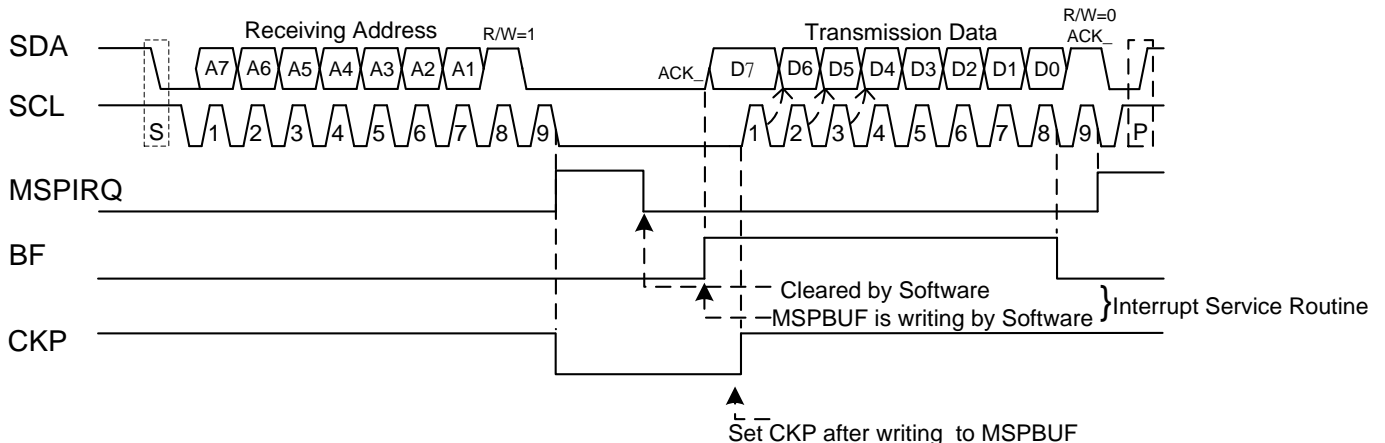 Receiving Address R/W=1 Transmission Data R/W=0
ACK_
SDA A7 A6 A5 A4 A3 A2 A1 ACK_ D7 D6 D5 D4 D3 D2 D1 D0
SCL
S 1 2 3 4 5 6 7 8 9 1 2 3 4 5 6 7 8 9 P
MSPIRQ
BF
Cleared by Software
MSPBUF is writing by Software } Interrupt Service Routine
CKP
Set CKP after writing to MSPBUF